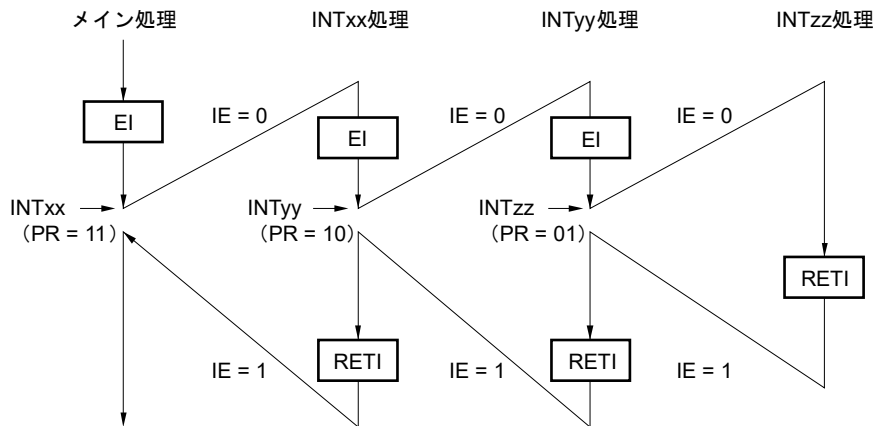 メイン処理
INTxx処理
INTyy処理
INTzz処理
EI
IE = 0
EI
IE = 0
EI
IE = 0
INTxx
(PR = 11)
INTyy
(PR = 10)
INTzz
(PR = 01)
RETI
IE = 1
RETI
IE = 1
RETI
IE = 1